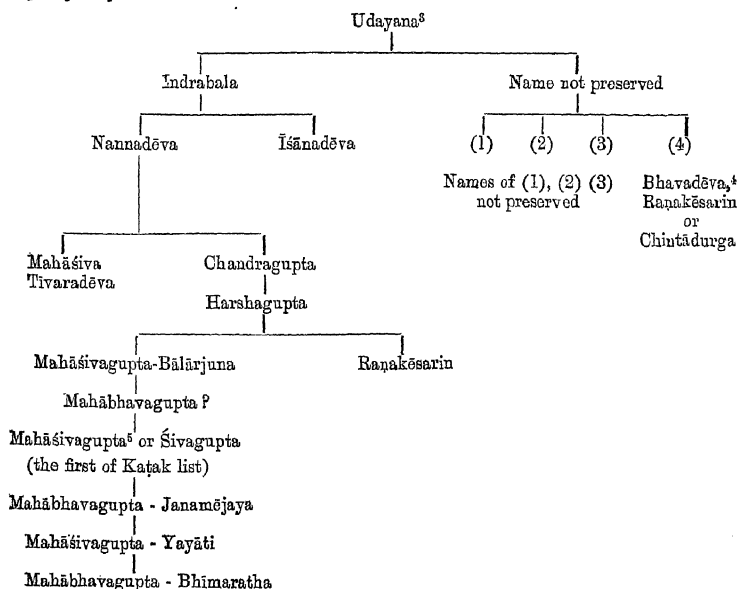 Udayana³
Indrabala Name not preserved
Nannadēva Īśānadēva (1) (2) (3) (4)
Names of (1), (2) (3) Bhavadēva,⁴
not preserved Raṇakēsarin
or
Chintādurga
Mahāśiva Chandragupta
Tīvaradēva
Harshagupta
Mahāśivagupta-Bālārjuna Raṇakēsarin
Mahābhavagupta ?
Mahāśivagupta⁵ or Śivagupta
(the first of Kaṭak list)
Mahābhavagupta - Janamējaya
Mahāśivagupta - Yayāti
Mahābhavagupta - Bhīmaratha